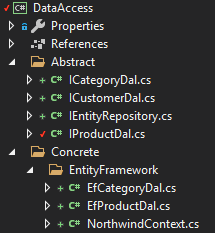 DataAccess
Properties
References
Abstract
C# ICategoryDal.cs
C# ICustomerDal.cs
C# IEntityRepository.cs
C# IProductDal.cs
Concrete
EntityFramework
C# EfCategoryDal.cs
C# EfProductDal.cs
C# NorthwindContext.cs